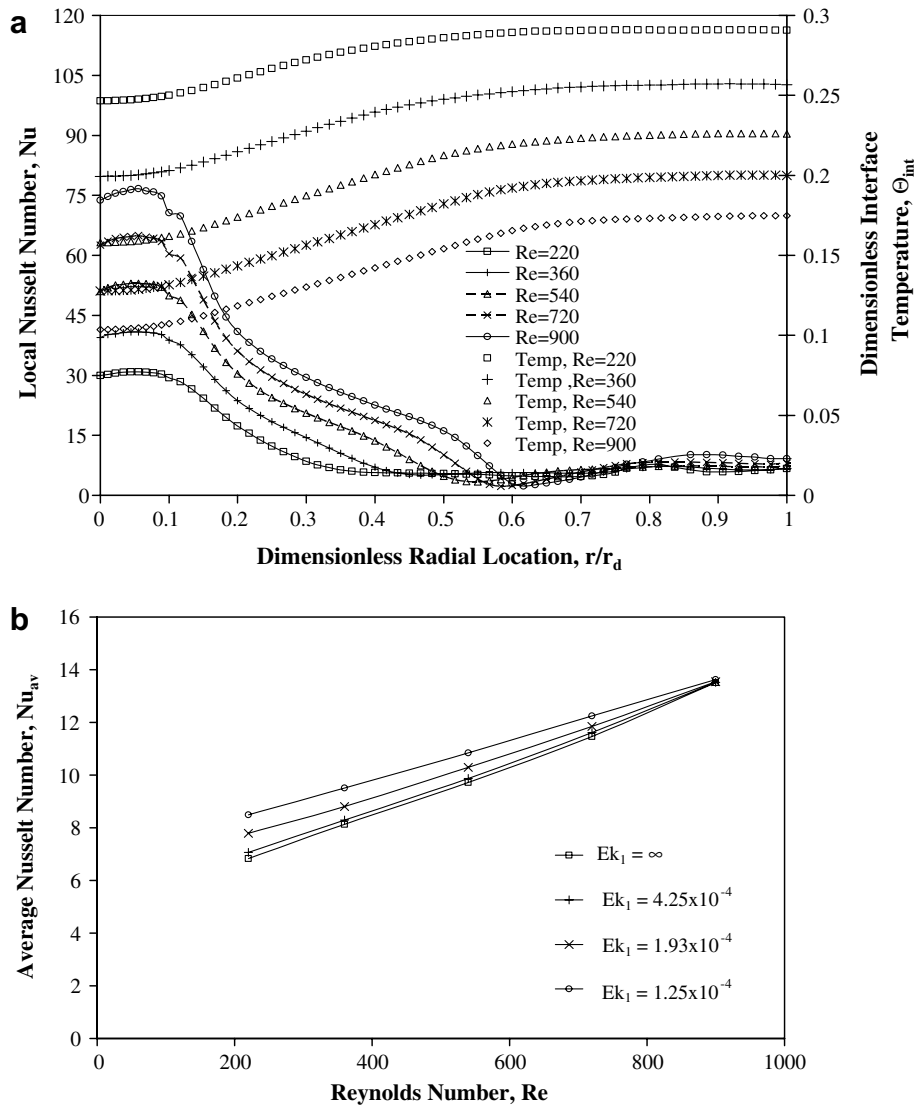 a
120
105
90
75
60
45
30
15
0
Local Nusselt Number, Nu
0.3
0.25
0.2
0.15
0.1
0.05
0
Dimensionless Interface
Temperature, Θint
Re=220
Re=360
Re=540
Re=720
Re=900
Temp, Re=220
Temp ,Re=360
Temp, Re=540
Temp, Re=720
Temp, Re=900
0 0.1 0.2 0.3 0.4 0.5 0.6 0.7 0.8 0.9 1
Dimensionless Radial Location, r/rd
b
16
14
12
10
8
6
4
2
0
Average Nusselt Number, Nuav
Ek1 = ∞
Ek1 = 4.25x10-4
Ek1 = 1.93x10-4
Ek1 = 1.25x10-4
0 200 400 600 800 1000
Reynolds Number, Re